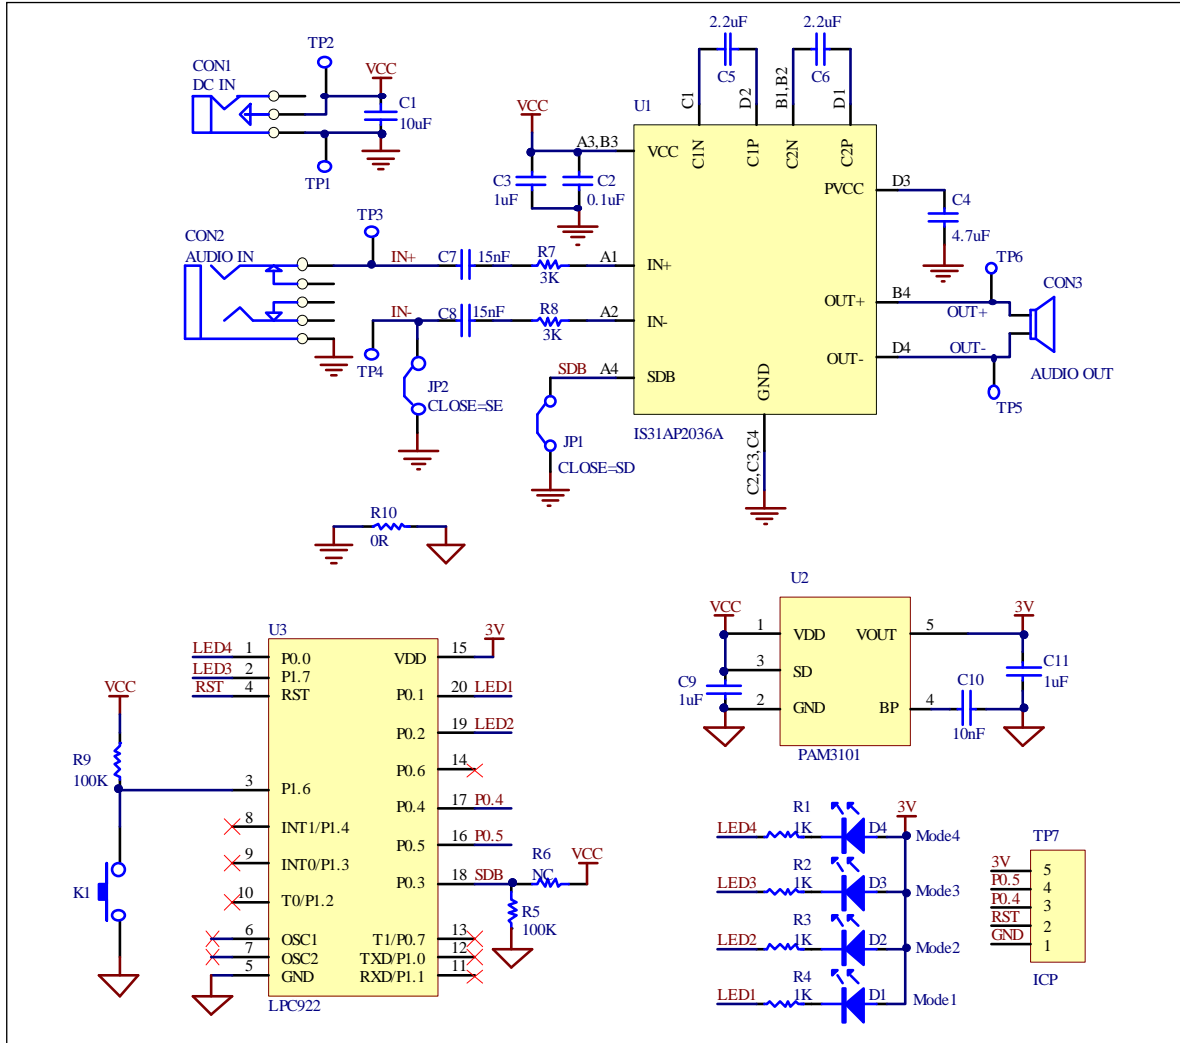 CON1
DC IN
TP2
VCC
C1
10uF
TP1
2.2uF
C5
2.2uF
C6
C1
D2
B1,B2
D1
U1
VCC
A3,B3
C3
1uF
C2
0.1uF
VCC
C1N
C1P
C2N
C2P
PVCC
D3
C4
4.7uF
CON2
AUDIO IN
TP3
IN+
C7
15nF
R7
3K
A1
IN+
IN-
C8
15nF
R8
3K
A2
IN-
TP4
JP2
CLOSE=SE
SDB
A4
SDB
JP1
CLOSE=SD
GND
C2,C3,C4
IS31AP2036A
OUT+
B4
OUT+
TP6
CON3
OUT-
D4
OUT-
TP5
AUDIO OUT
R10
0R
U2
VCC
1
VDD
VOUT
5
3V
3
SD
C9
1uF
2
GND
BP
4
C10
10nF
C11
1uF
PAM3101
U3
LED4
1
P0.0
VDD
15
3V
LED3
2
P1.7
RST
4
RST
P0.1
20
LED1
VCC
P0.2
19
LED2
R9
100K
P0.6
14
3
P1.6
P0.4
17
P0.4
8
INT1/P1.4
P0.5
16
P0.5
9
INT0/P1.3
P0.3
18
SDB
R6
NC
VCC
K1
10
T0/P1.2
R5
100K
6
OSC1
T1/P0.7
13
7
OSC2
TXD/P1.0
12
5
GND
RXD/P1.1
11
LPC922
3V
LED4
R1
1K
D4
Mode4
LED3
R2
1K
D3
Mode3
LED2
R3
1K
D2
Mode2
LED1
R4
1K
D1
Mode1
TP7
3V
5
P0.5
4
P0.4
3
RST
2
GND
1
ICP